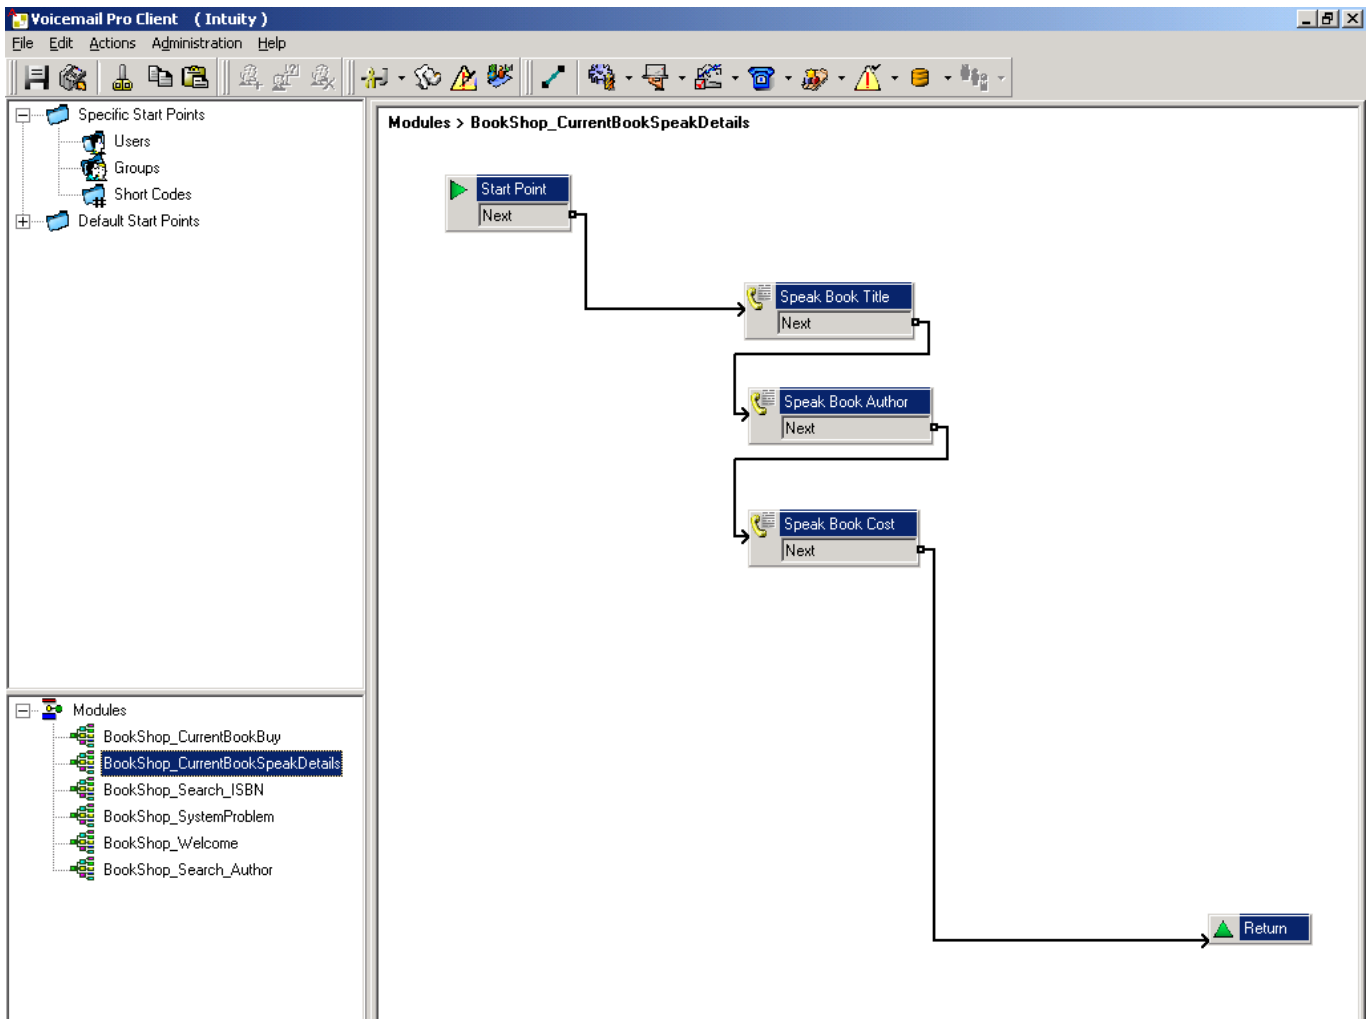 Voicemail Pro Client   ( Intuity )
File Edit Actions Administration Help
Specific Start Points
Users
Groups
Short Codes
Default Start Points
Modules
BookShop_CurrentBookBuy
BookShop_CurrentBookSpeakDetails
BookShop_Search_ISBN
BookShop_SystemProblem
BookShop_Welcome
BookShop_Search_Author
Modules > BookShop_CurrentBookSpeakDetails
Start Point
Next
Speak Book Title
Next
Speak Book Author
Next
Speak Book Cost
Next
Return